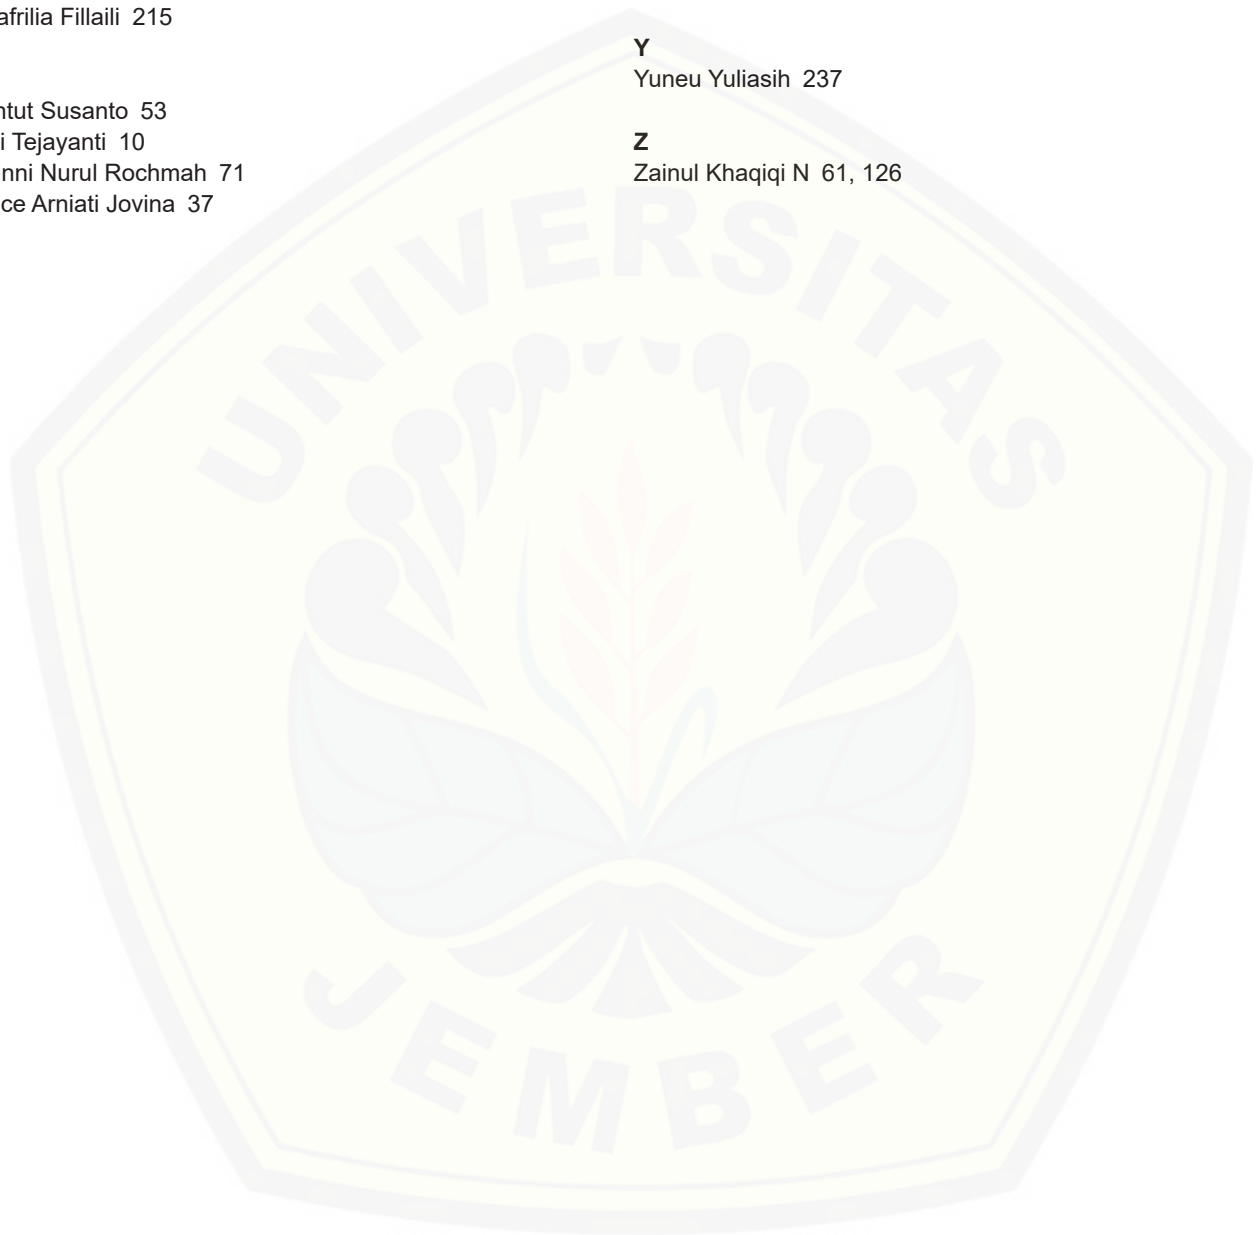 afrilia Fillaili 215
ntut Susanto 53
i Tejayanti 10
nni Nurul Rochmah 71
ce Arniati Jovina 37
Y
Yuneu Yuliasih 237
Z
Zainul Khaqiqi N 61, 126
UNIVERSITAS
JEMBER